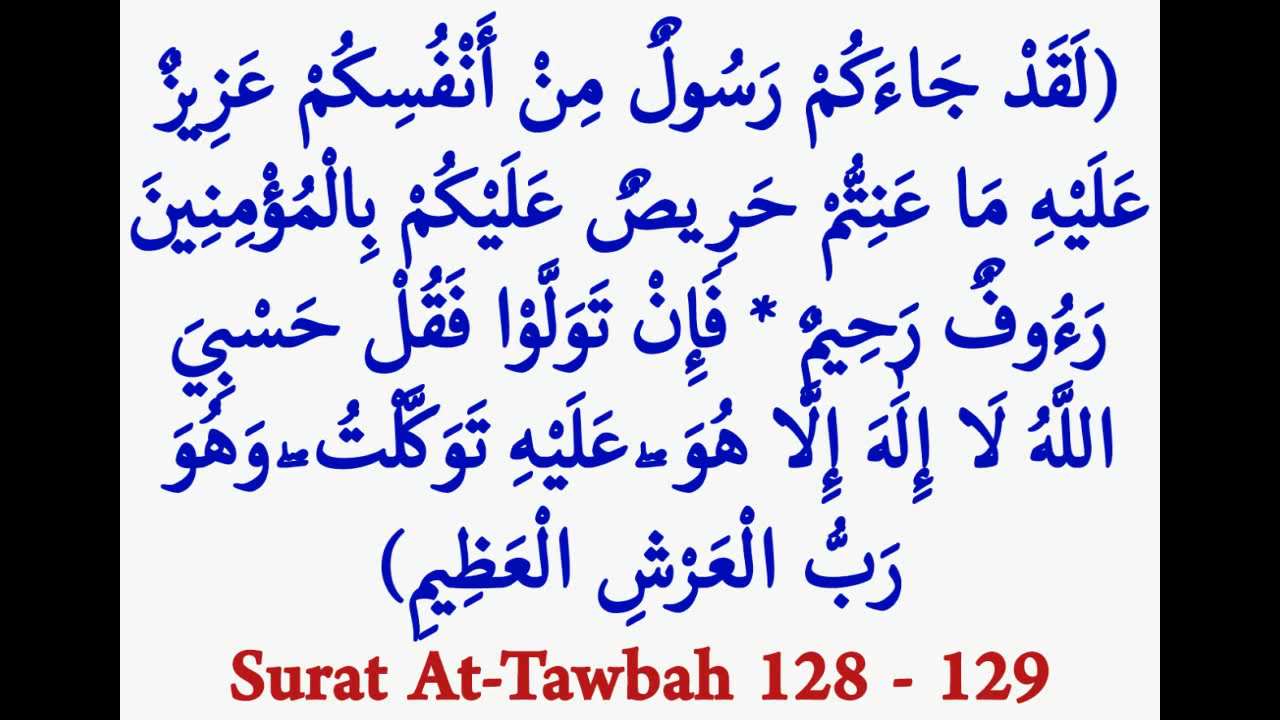 (لَقَدْ جَاءَكُمْ رَسُولٌ مِنْ أَنْفُسِكُمْ عَزِيزٌ
عَلَيْهِ مَا عَنِتُّمْ حَرِيصٌ عَلَيْكُمْ بِالْمُؤْمِنِينَ
رَءُوفٌ رَحِيمٌ * فَإِنْ تَوَلَّوْا فَقُلْ حَسْبِيَ
اللَّهُ لَا إِلَٰهَ إِلَّا هُوَ ۖ عَلَيْهِ تَوَكَّلْتُ ۖ وَهُوَ
رَبُّ الْعَرْشِ الْعَظِيمِ)
Surat At-Tawbah 128 - 129